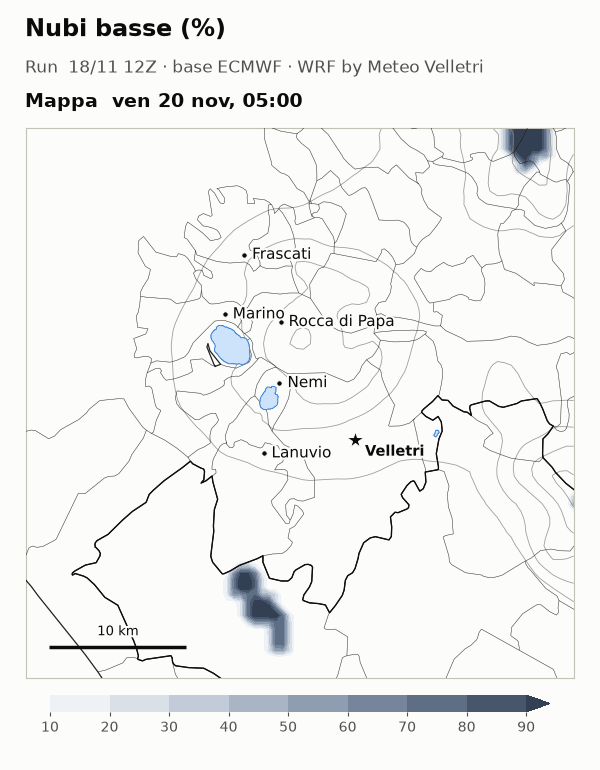 Nubi basse (%)
Run  18/11 12Z · base ECMWF · WRF by Meteo Velletri
Mappa  ven 20 nov, 05:00
Frascati
Marino
Rocca di Papa
Nemi
Velletri
Lanuvio
10 km
10 20 30 40 50 60 70 80 90